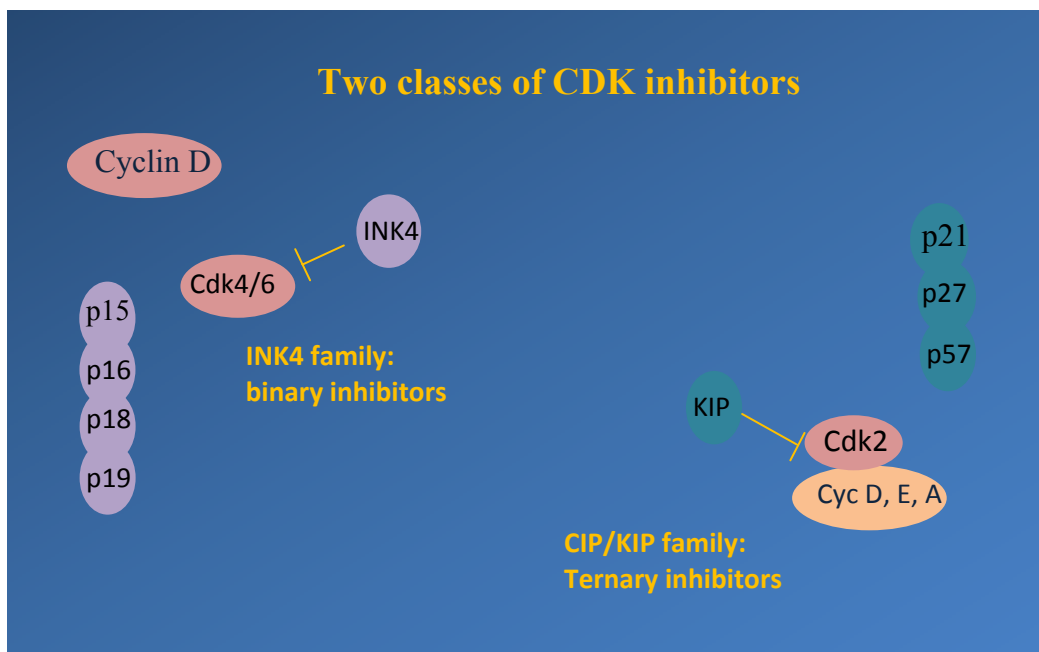 Two classes of CDK inhibitors
Cyclin D
INK4
Cdk4/6
p15
p16
p18
p19
INK4 family:
binary inhibitors
p21
p27
p57
KIP
Cdk2
Cyc D, E, A
CIP/KIP family:
Ternary inhibitors